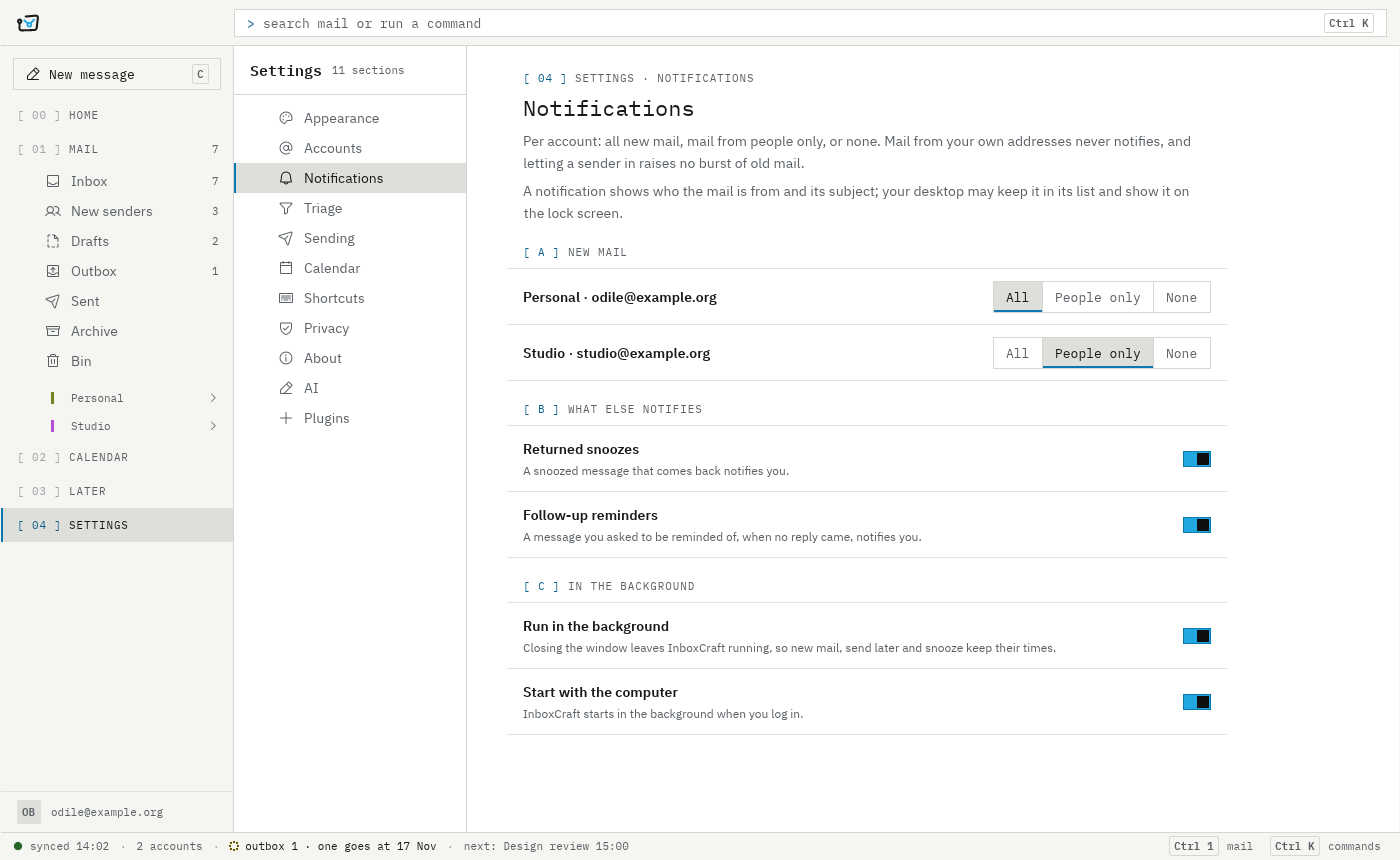 > search mail or run a command
Ctrl K
New message
C
[ 00 ] HOME
[ 01 ] MAIL 7
Inbox 7
New senders 3
Drafts 2
Outbox 1
Sent
Archive
Bin
Personal
Studio
[ 02 ] CALENDAR
[ 03 ] LATER
[ 04 ] SETTINGS
OB odile@example.org
Settings 11 sections
Appearance
Accounts
Notifications
Triage
Sending
Calendar
Shortcuts
Privacy
About
AI
Plugins
[ 04 ] SETTINGS · NOTIFICATIONS
Notifications
Per account: all new mail, mail from people only, or none. Mail from your own addresses never notifies, and
letting a sender in raises no burst of old mail.
A notification shows who the mail is from and its subject; your desktop may keep it in its list and show it on
the lock screen.
[ A ] NEW MAIL
Personal · odile@example.org
All People only None
Studio · studio@example.org
All People only None
[ B ] WHAT ELSE NOTIFIES
Returned snoozes
A snoozed message that comes back notifies you.
Follow-up reminders
A message you asked to be reminded of, when no reply came, notifies you.
[ C ] IN THE BACKGROUND
Run in the background
Closing the window leaves InboxCraft running, so new mail, send later and snooze keep their times.
Start with the computer
InboxCraft starts in the background when you log in.
synced 14:02 · 2 accounts · outbox 1 · one goes at 17 Nov · next: Design review 15:00
Ctrl 1 mail Ctrl K commands